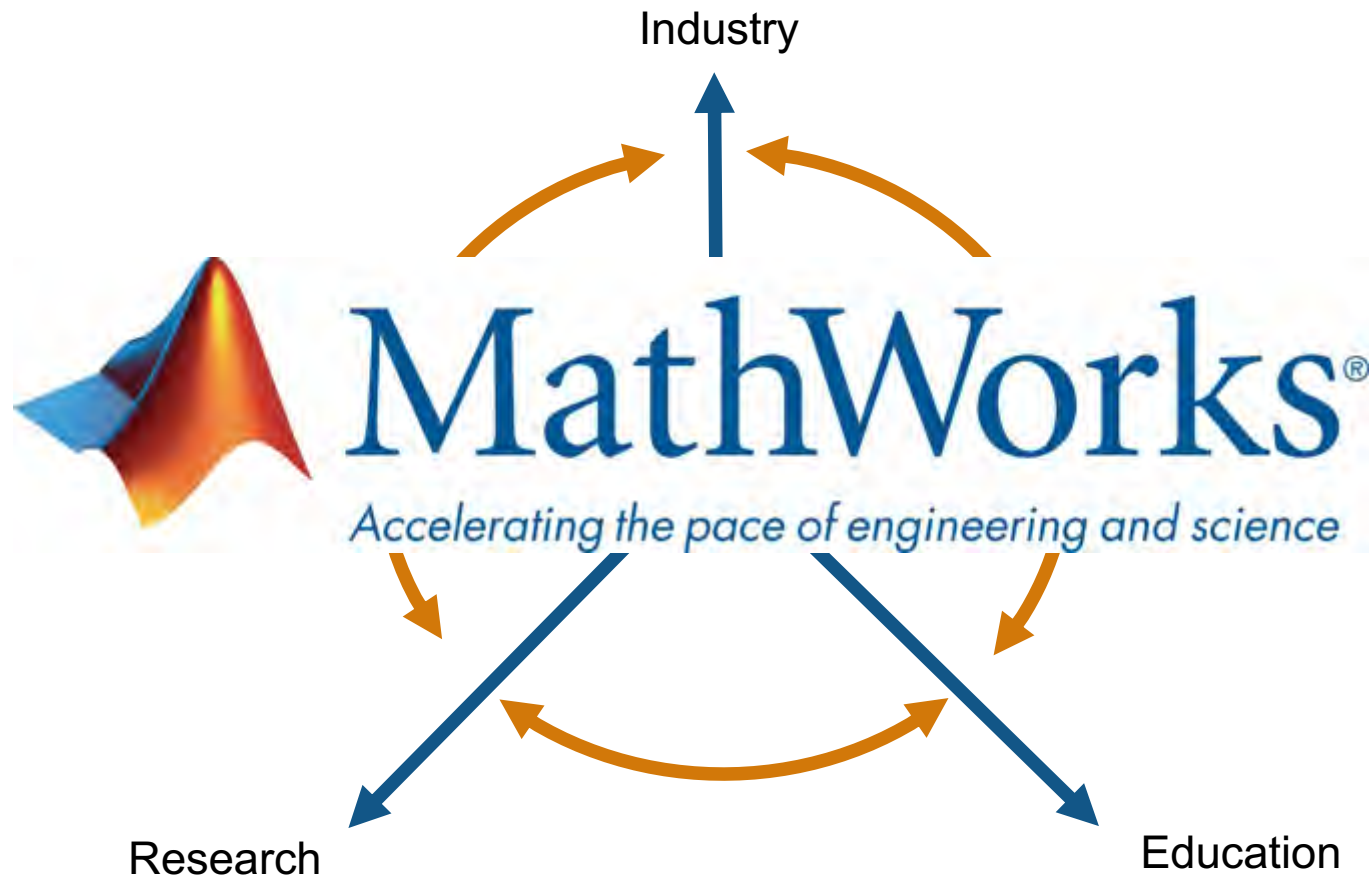 Industry
MathWorks®
Accelerating the pace of engineering and science
Research
Education